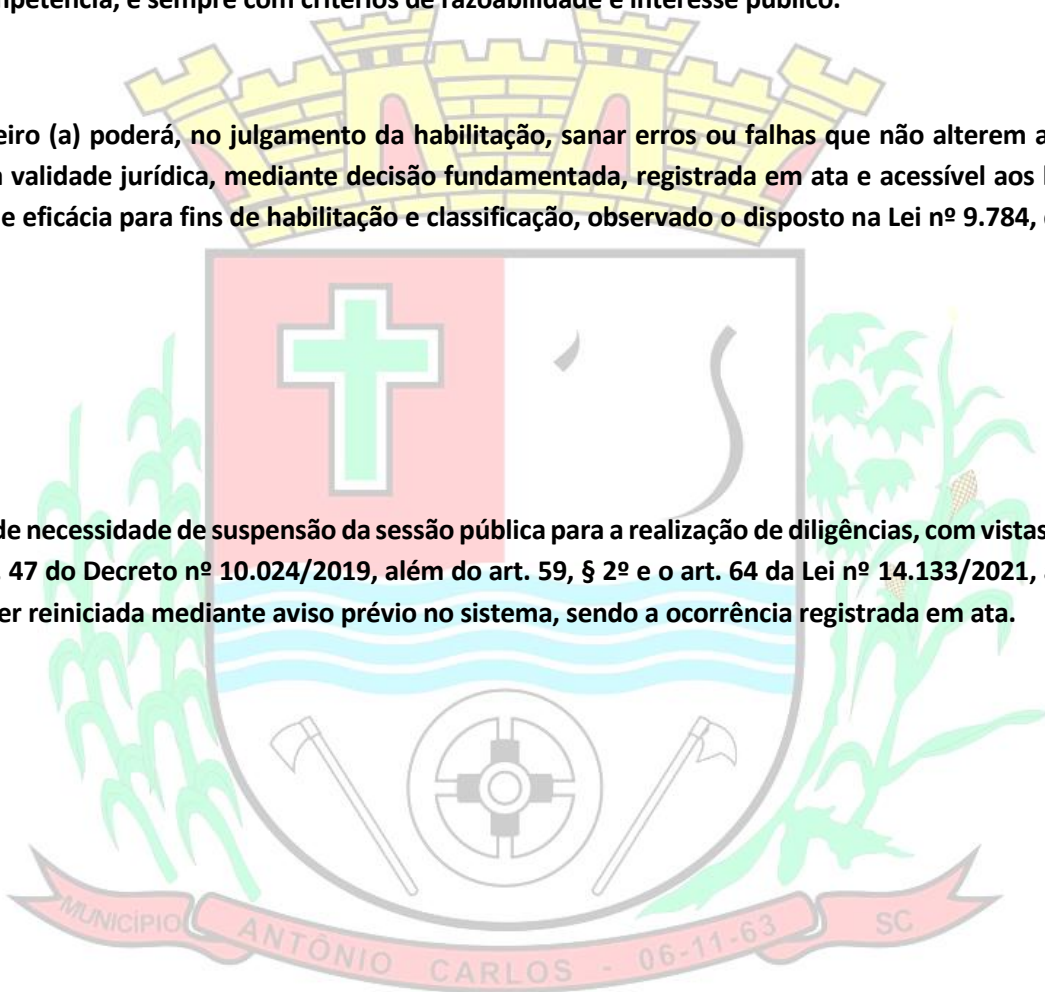 mpetência, e sempre com critérios de razoabilidade e interesse público.
eiro (a) poderá, no julgamento da habilitação, sanar erros ou falhas que não alterem a
validade jurídica, mediante decisão fundamentada, registrada em ata e acessível aos
e eficácia para fins de habilitação e classificação, observado o disposto na Lei nº 9.784,
de necessidade de suspensão da sessão pública para a realização de diligências, com vistas
. 47 do Decreto nº 10.024/2019, além do art. 59, § 2º e o art. 64 da Lei nº 14.133/2021,
er reiniciada mediante aviso prévio no sistema, sendo a ocorrência registrada em ata.
MUNICÍPIO ANTÔNIO CARLOS - 06-11-63 SC